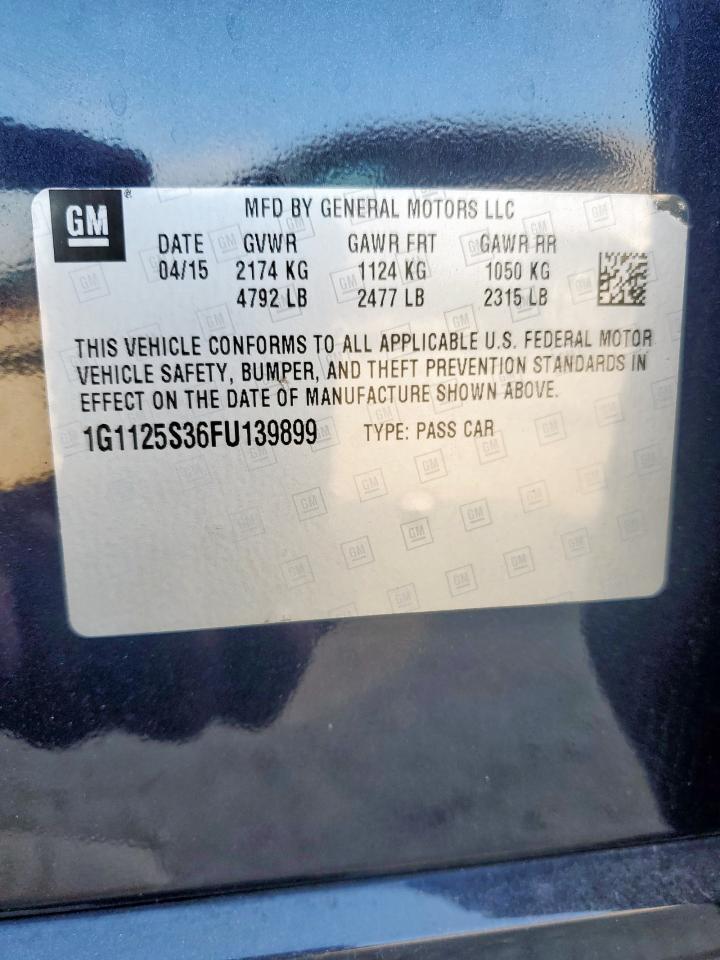 GM ®
MFD BY GENERAL MOTORS LLC
DATE GVWR GAWR FRT GAWR RR
04/15 2174 KG 1124 KG 1050 KG
4792 LB 2477 LB 2315 LB
THIS VEHICLE CONFORMS TO ALL APPLICABLE U.S. FEDERAL MOTOR
VEHICLE SAFETY, BUMPER, AND THEFT PREVENTION STANDARDS IN
EFFECT ON THE DATE OF MANUFACTURE SHOWN ABOVE.
1G1125S36FU139899 TYPE: PASS CAR